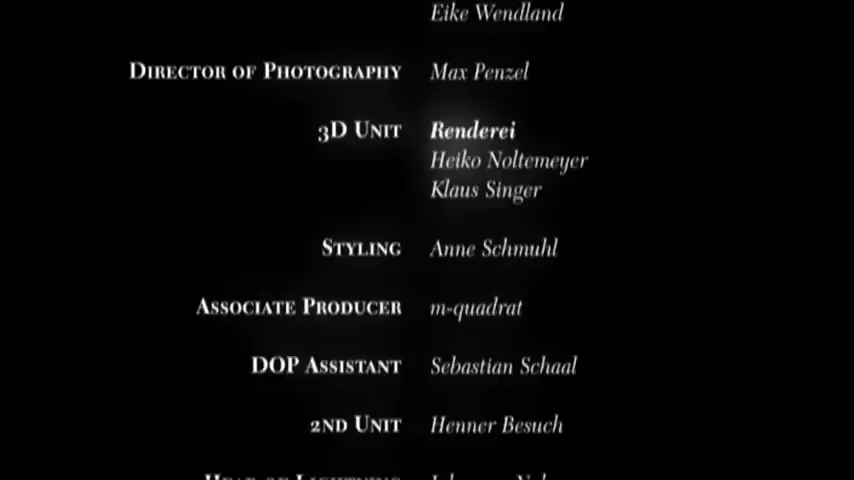 Eike Wendland
Director of Photography Max Penzel
3D Unit Renderei
Heiko Noltemeyer
Klaus Singer
Styling Anne Schmuhl
Associate Producer m-quadrat
DOP Assistant Sebastian Schaal
2nd Unit Henner Besuch